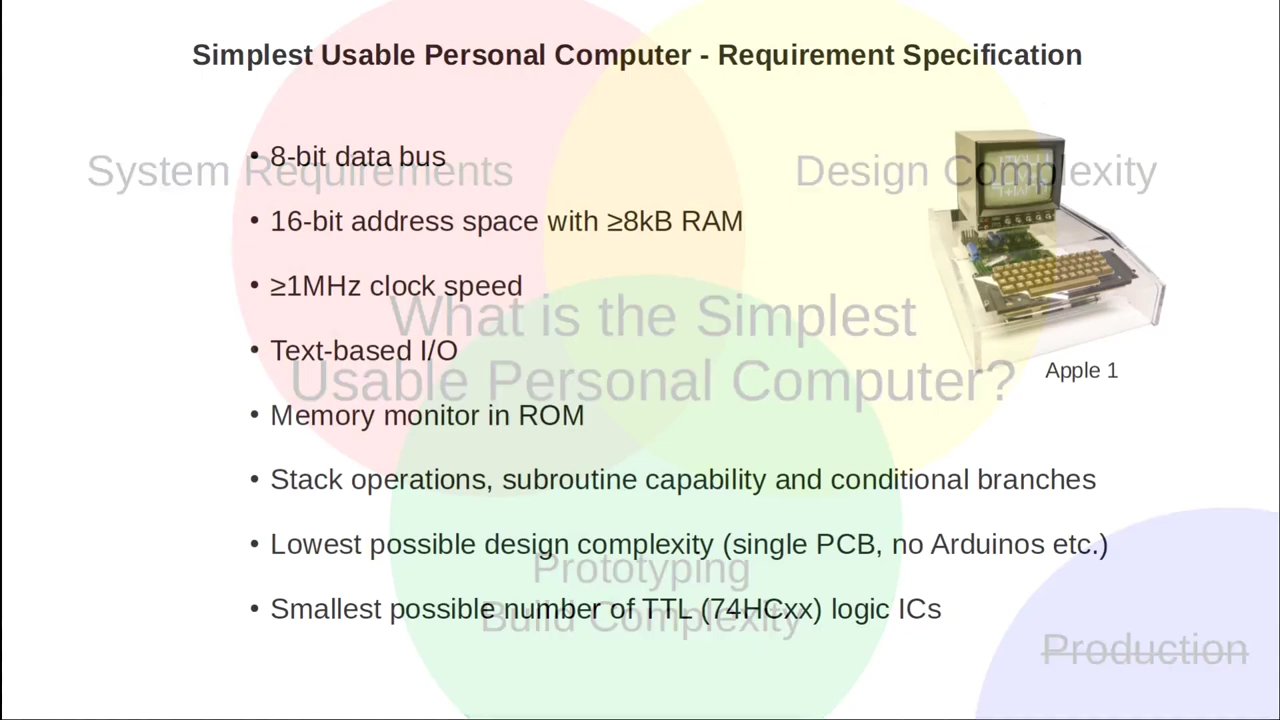 Simplest Usable Personal Computer - Requirement Specification
• 8-bit data bus
System Requirements
Design Complexity
• 16-bit address space with ≥8kB RAM
• ≥1MHz clock speed
What is the Simplest
• Text-based I/O
Usable Personal Computer?
Apple 1
• Memory monitor in ROM
• Stack operations, subroutine capability and conditional branches
• Lowest possible design complexity (single PCB, no Arduinos etc.)
Prototyping
• Smallest possible number of TTL (74HCxx) logic ICs
Build Complexity
Production